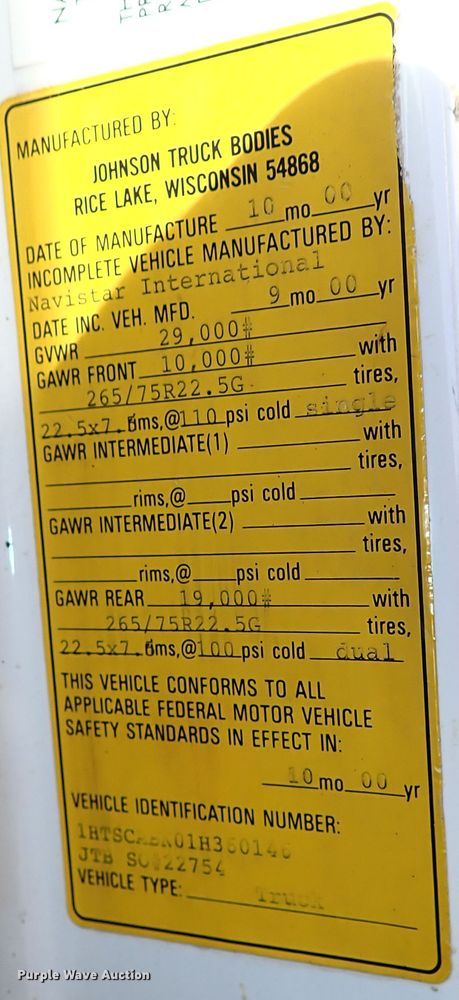 MANUFACTURED BY:
JOHNSON TRUCK BODIES
RICE LAKE, WISCONSIN 54868
DATE OF MANUFACTURE 10 mo. 00 yr
INCOMPLETE VEHICLE MANUFACTURED BY:
Navistar International
DATE INC. VEH. MFD. 9 mo. 00 yr
GVWR 29,000#
GAWR FRONT 10,000# with
265/75R22.5G tires,
22.5x7. ms,@110 psi cold single
GAWR INTERMEDIATE(1) with
tires,
rims,@ psi cold
GAWR INTERMEDIATE(2) with
tires,
rims,@ psi cold
GAWR REAR 19,000# with
265/75R22.5G tires,
22.5x7. ms,@100 psi cold dual
THIS VEHICLE CONFORMS TO ALL
APPLICABLE FEDERAL MOTOR VEHICLE
SAFETY STANDARDS IN EFFECT IN:
10 mo. 00 yr
VEHICLE IDENTIFICATION NUMBER:
JTB SO#22754
VEHICLE TYPE: Truck
Purple Wave Auction